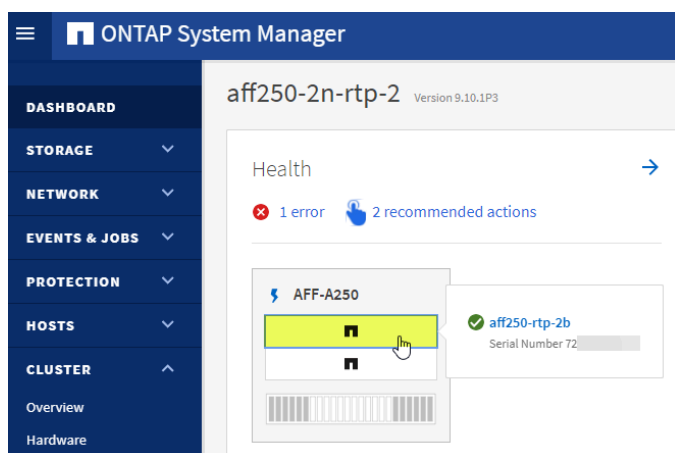 ONTAP System Manager
DASHBOARD
STORAGE
NETWORK
EVENTS & JOBS
PROTECTION
HOSTS
CLUSTER
Overview
Hardware
aff250-2n-rtp-2 Version 9.10.1P3
Health
1 error 2 recommended actions
AFF-A250
aff250-rtp-2b
Serial Number 72